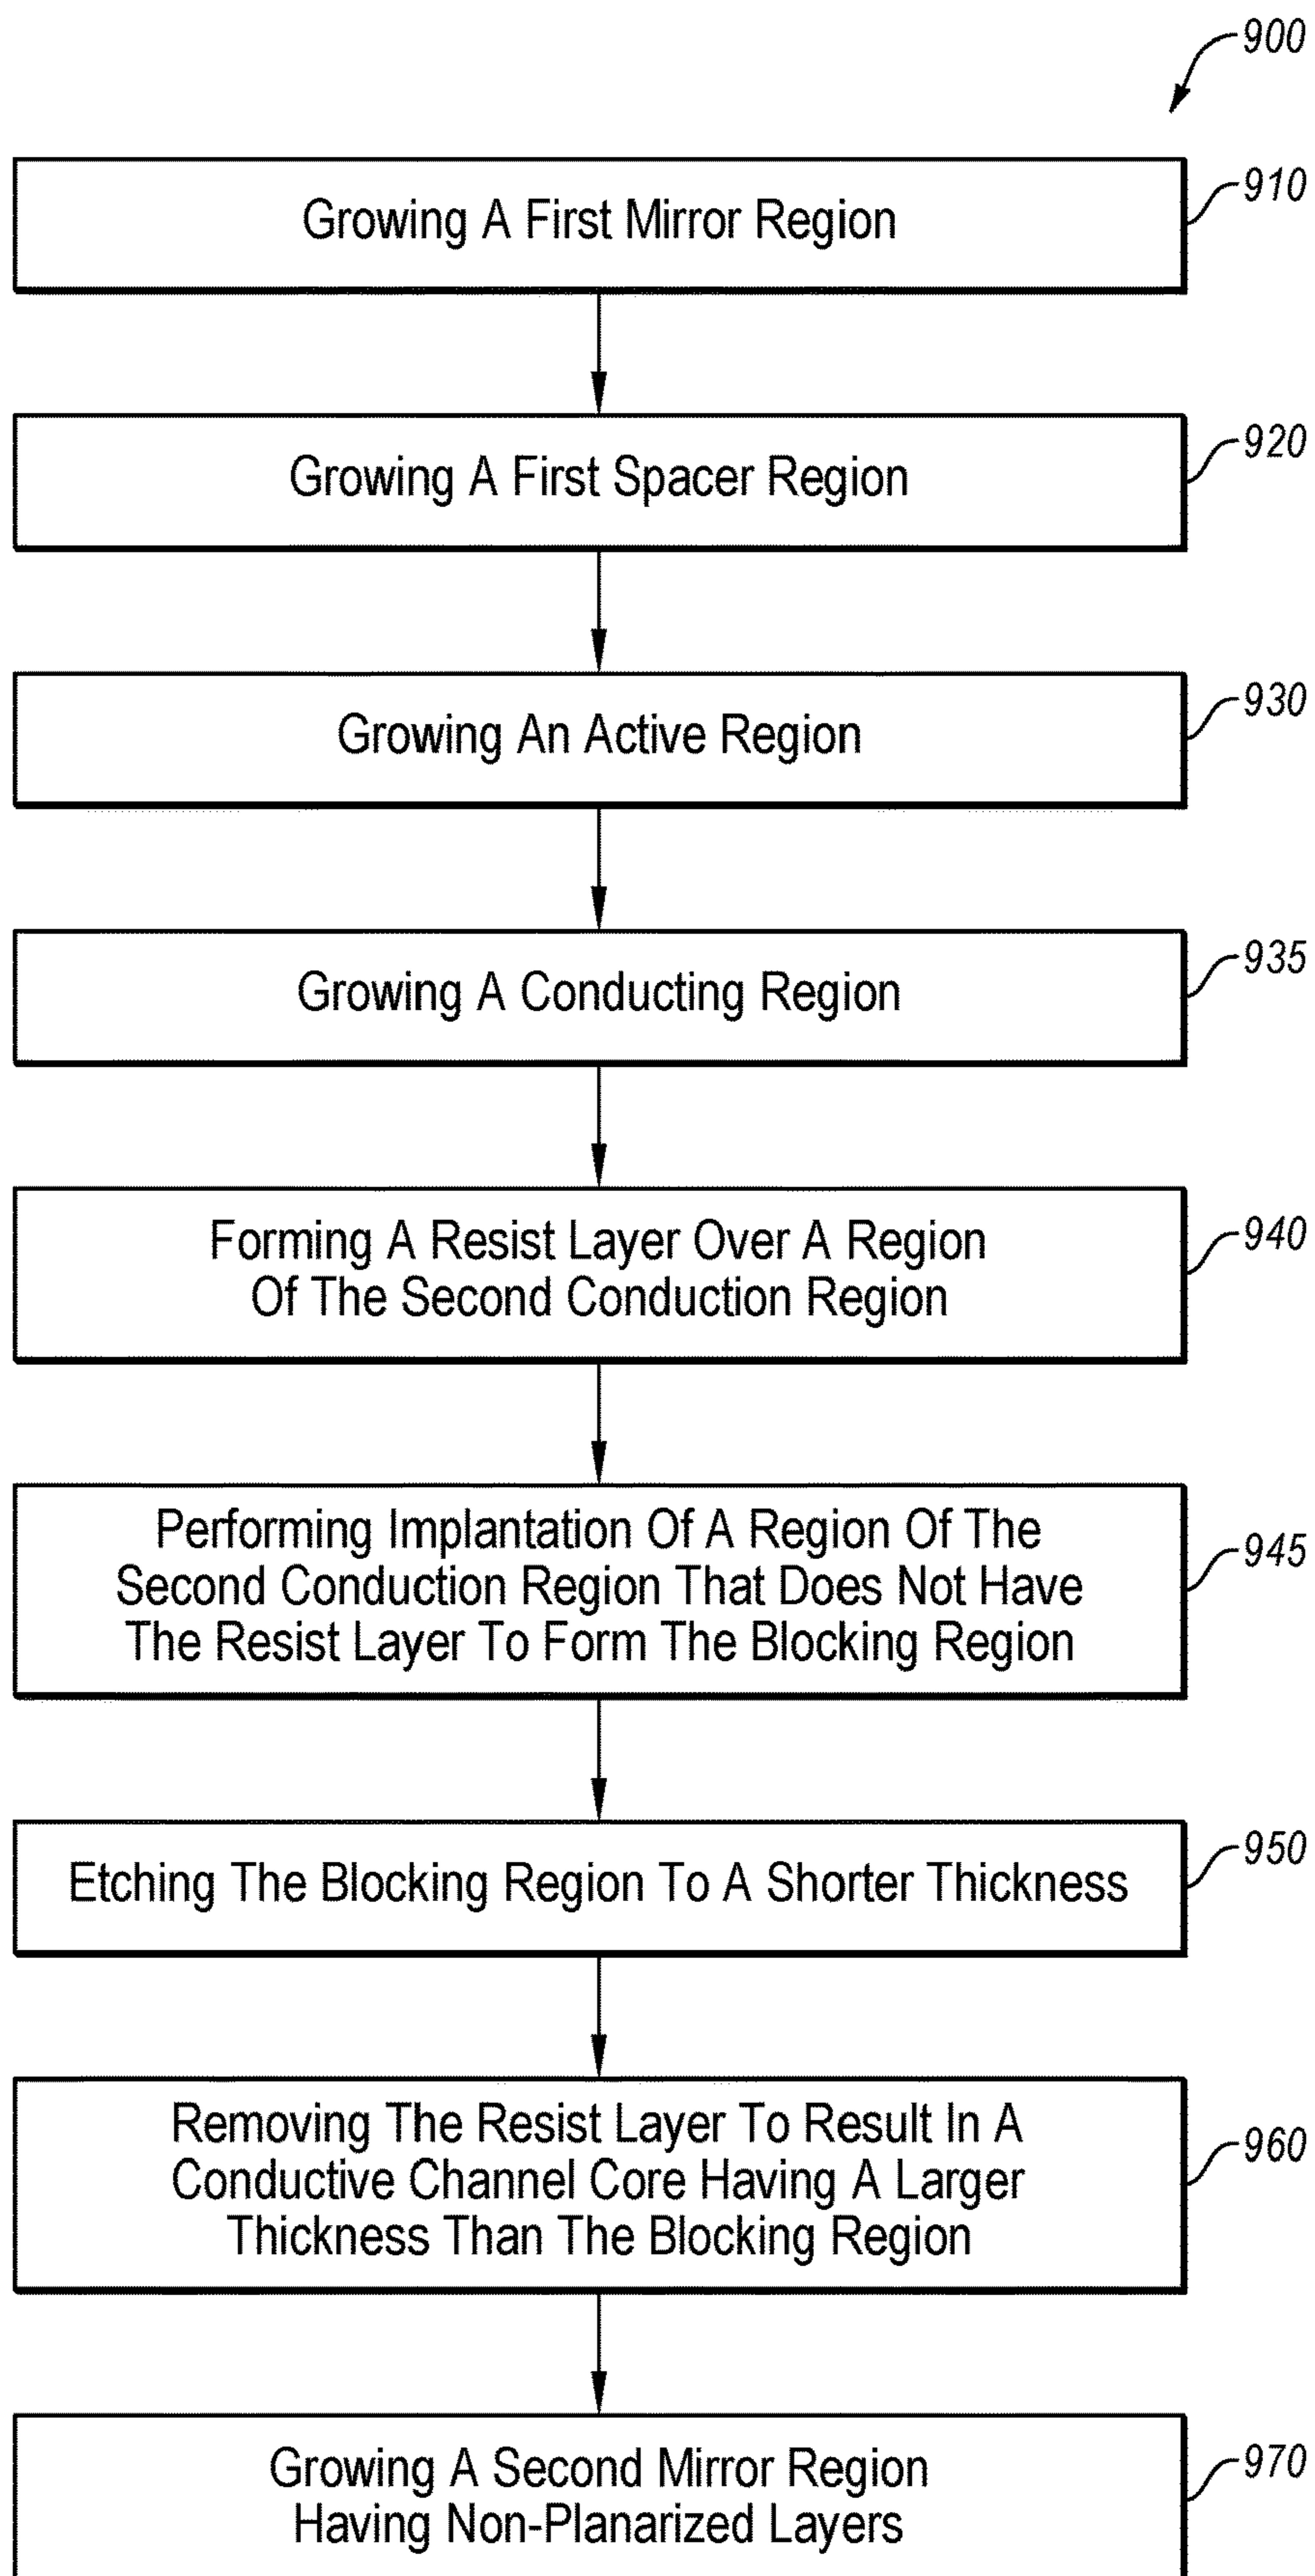 900
Growing A First Mirror Region
910
Growing A First Spacer Region
920
Growing An Active Region
930
Growing A Conducting Region
935
Forming A Resist Layer Over A Region
Of The Second Conduction Region
940
Performing Implantation Of A Region Of The
Second Conduction Region That Does Not Have
The Resist Layer To Form The Blocking Region
945
Etching The Blocking Region To A Shorter Thickness
950
Removing The Resist Layer To Result In A
Conductive Channel Core Having A Larger
Thickness Than The Blocking Region
960
Growing A Second Mirror Region
Having Non-Planarized Layers
970